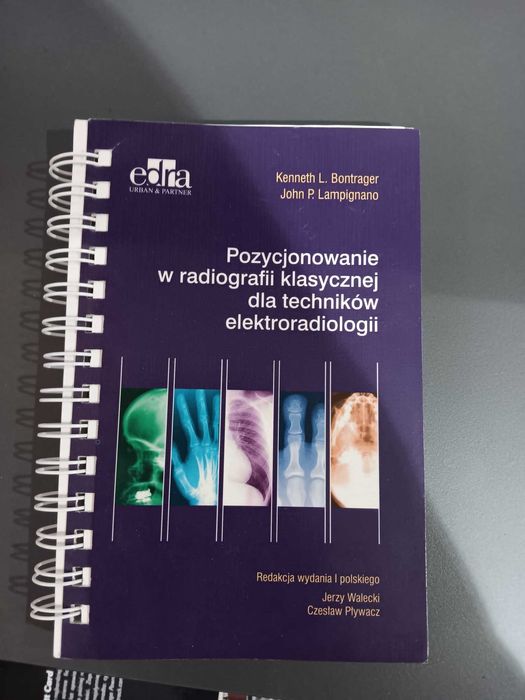 edra
URBAN & PARTNER
Kenneth L. Bontrager
John P. Lampignano
Pozycjonowanie
w radiografii klasycznej
dla techników
elektroradiologii
Redakcja wydania I polskiego
Jerzy Walecki
Czesław Pływacz